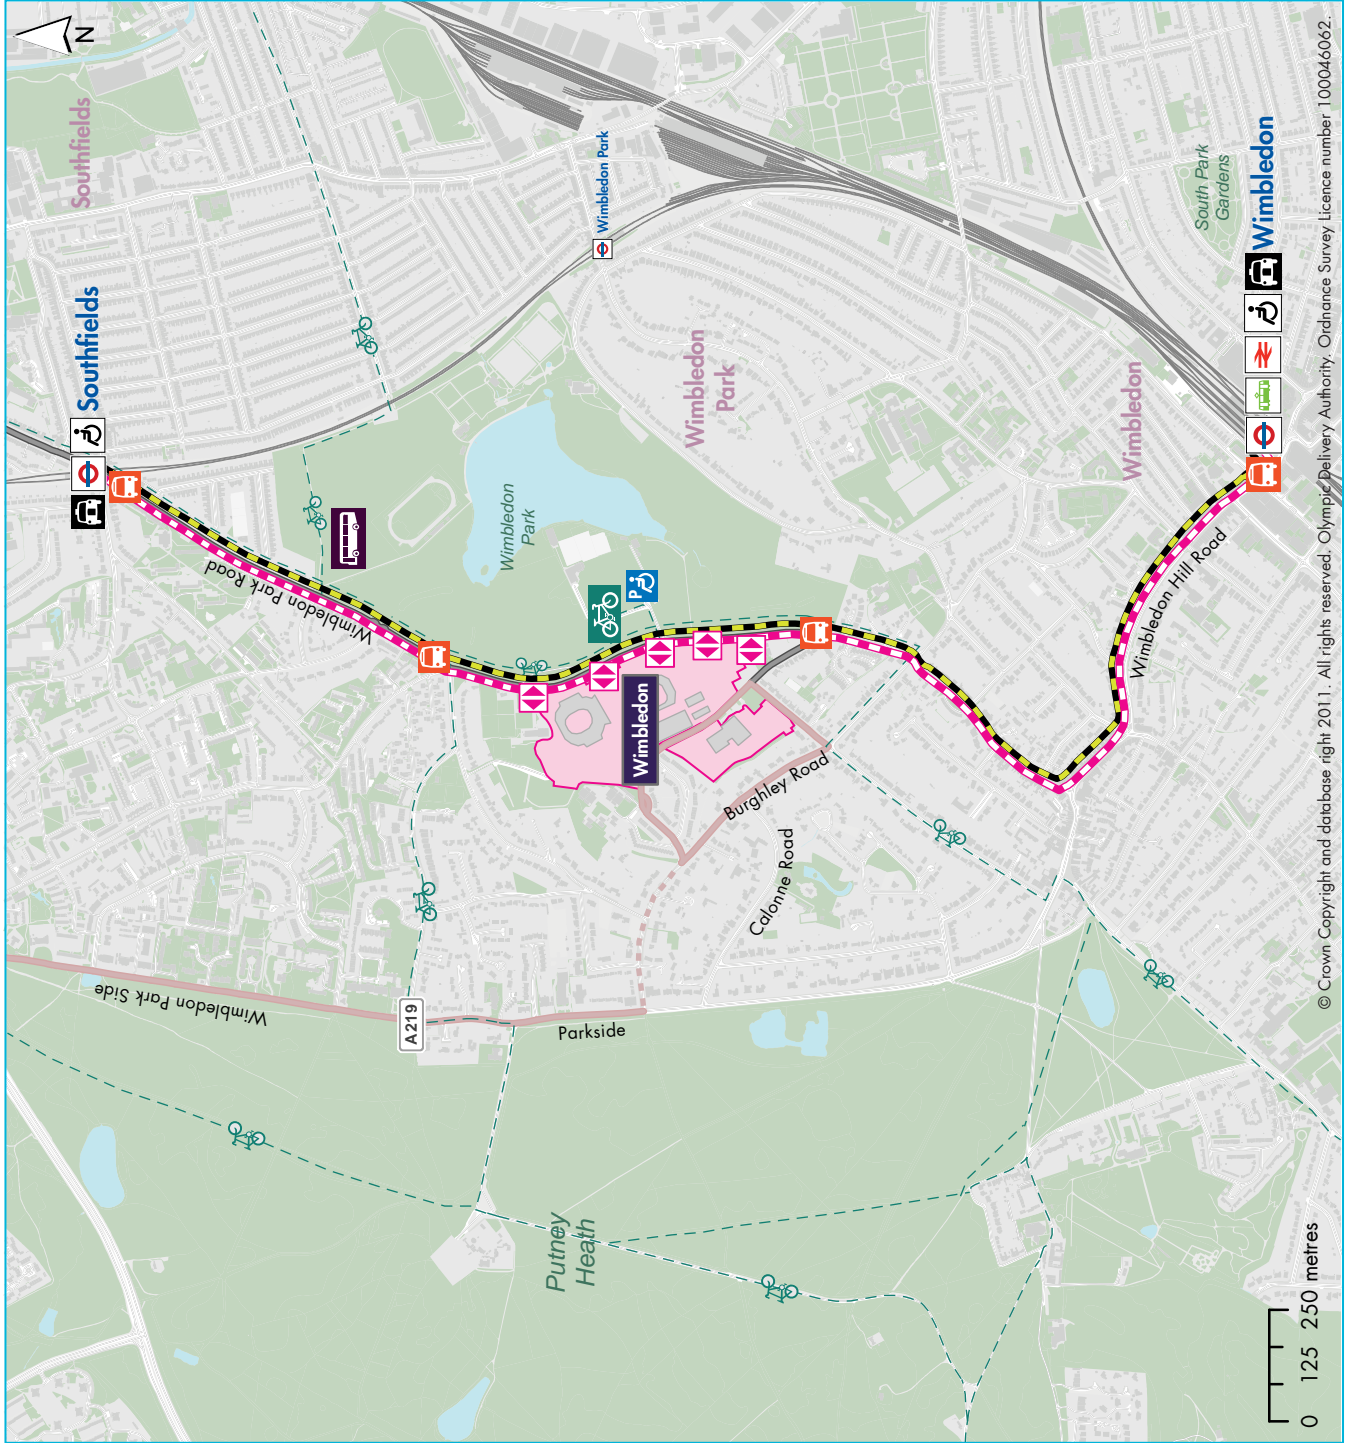 N
Southfields
Southfields
Wimbledon Park
Wimbledon Park Road
Wimbledon
Park
Wimbledon
Park
P
Wimbledon
Burghley Road
Calonne Road
Wimbledon Park Side
A219
Parkside
Putney
Heath
Wimbledon
Wimbledon Hill Road
South Park
Gardens
Wimbledon
0 125 250 metres
© Crown Copyright and database right 2011. All rights reserved. Olympic Delivery Authority. Ordnance Survey Licence number 100046062.